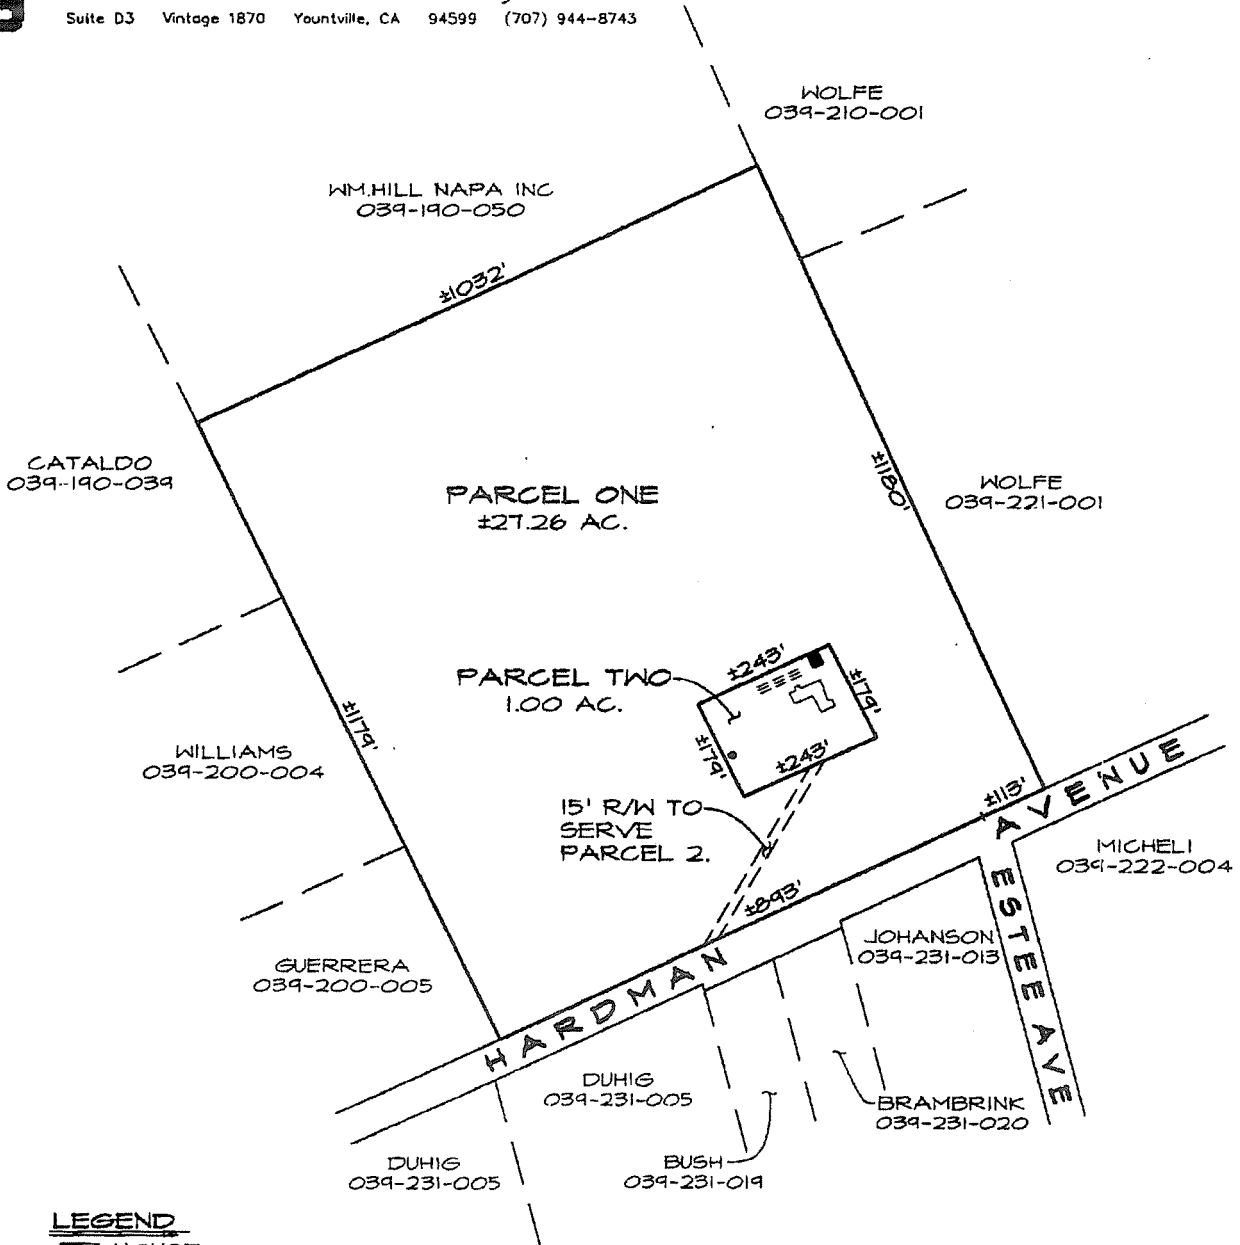 Suite D3 Vintage 1870 Yountville, CA 94599 (707) 944-8743
WOLFE
039-210-001
WM.HILL NAPA INC
039-190-050
±1032'
CATALDO
039-190-039
PARCEL ONE
±27.26 AC.
±1180'
WOLFE
039-221-001
PARCEL TWO
1.00 AC.
±243'
±179'
±179'
±243'
±1179'
WILLIAMS
039-200-004
15' R/W TO
SERVE
PARCEL 2.
±113'
±893'
HARDMAN AVENUE
MICHELI
039-222-004
ESTEE AVE
JOHANSON
039-231-013
GUERRERA
039-200-005
DUHIG
039-231-005
BRAMBRINK
039-231-020
DUHIG
039-231-005
BUSH
039-231-019
LEGEND